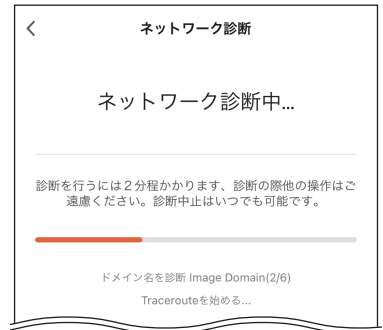 ネットワーク診断
ネットワーク診断中...
診断を行うには２分程かかります、診断の際他の操作はご
遠慮ください。診断中止はいつでも可能です。
ドメイン名を診断 Image Domain(2/6)
Tracerouteを始める...